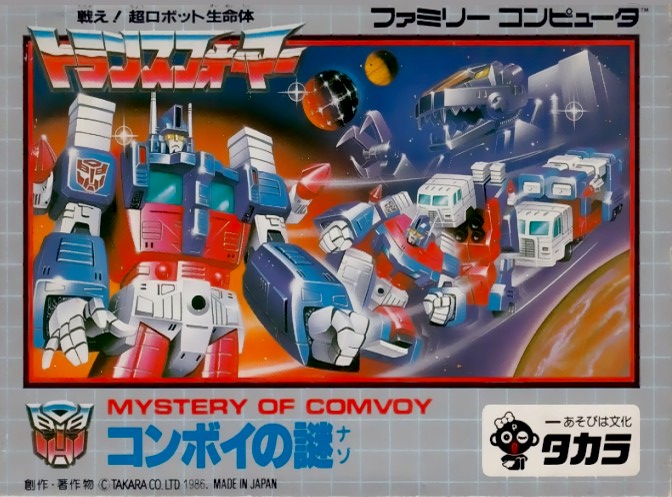 戦え!超ロボット生命体
ファミリー コンピュータ™
トランスフォーマー
MYSTERY OF COMVOY
コンボイの謎
ナゾ
あそびは文化
タカラ
創作・著作物 ©TAKARA CO.LTD 1986. MADE IN JAPAN